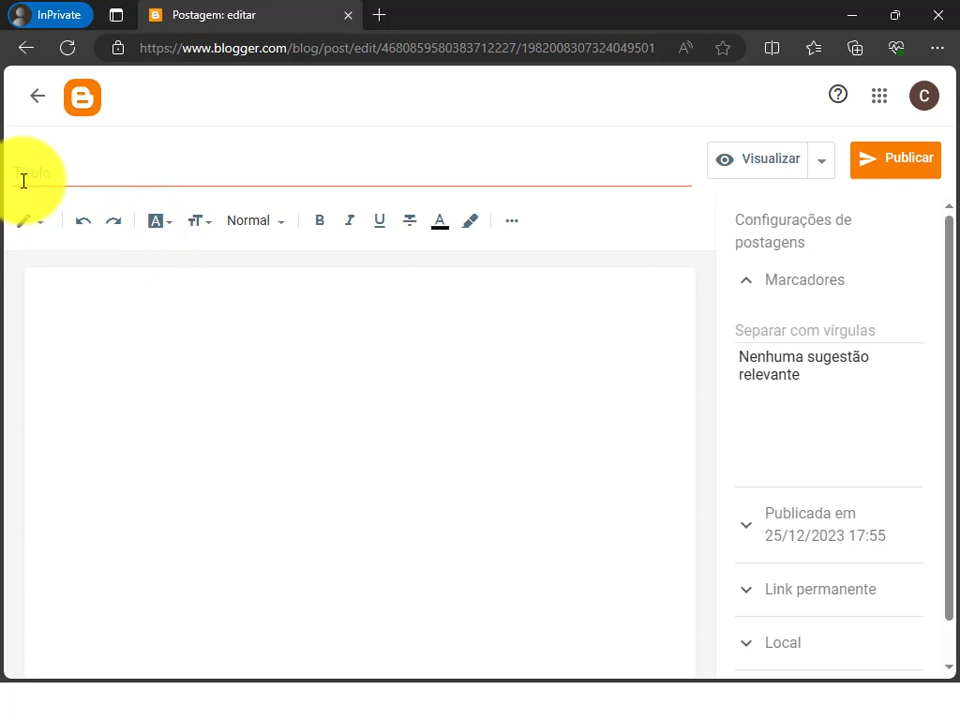 InPrivate
Postagem: editar
https://www.blogger.com/blog/post/edit/4680859580383712227/1982008307324049501
C
Título
Visualizar
Publicar
Normal
B I U A
Configurações de
postagens
Marcadores
Separar com vírgulas
Nenhuma sugestão
relevante
Publicada em
25/12/2023 17:55
Link permanente
Local